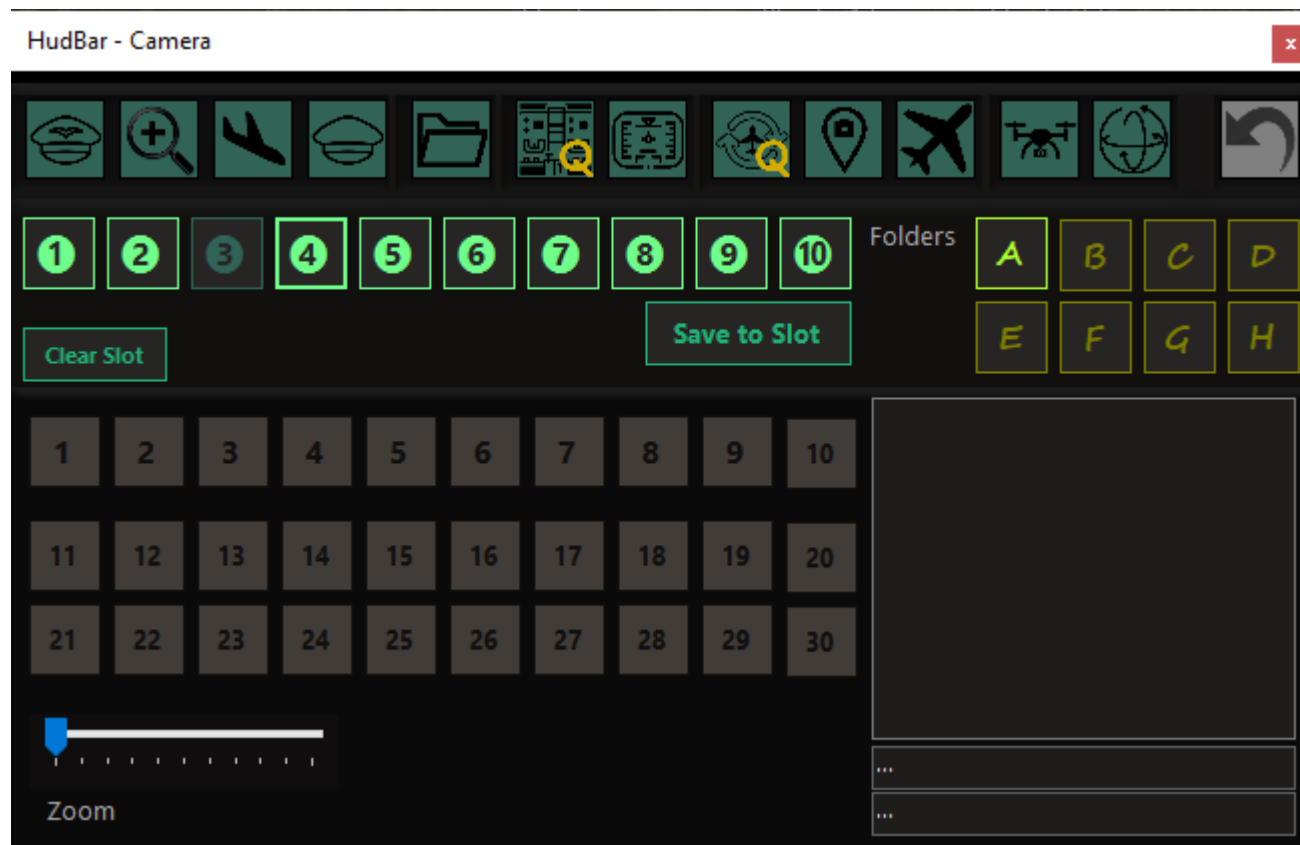 HudBar - Camera
x
Q Q
1 2 3 4 5 6 7 8 9 10
Folders
A B C D
E F G H
Clear Slot
Save to Slot
1 2 3 4 5 6 7 8 9 10
11 12 13 14 15 16 17 18 19 20
21 22 23 24 25 26 27 28 29 30
Zoom
...
...